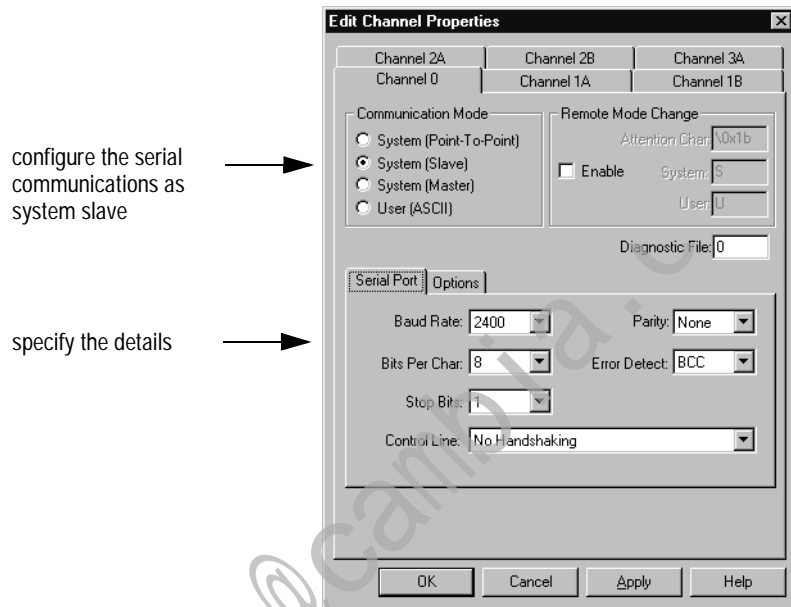 Edit Channel Properties
Channel 2A
Channel 2B
Channel 3A
Channel 0
Channel 1A
Channel 1B
Communication Mode
System (Point-To-Point)
System (Slave)
System (Master)
User (ASCII)
Remote Mode Change
Attention Char: \0x1b
Enable
System: S
User: U
Diagnostic File: 0
configure the serial
communications as
system slave
Serial Port
Options
specify the details
Baud Rate: 2400
Parity: None
Bits Per Char: 8
Error Detect: BCC
Stop Bits: 1
Control Line: No Handshaking
OK
Cancel
Apply
Help
@cambia.c